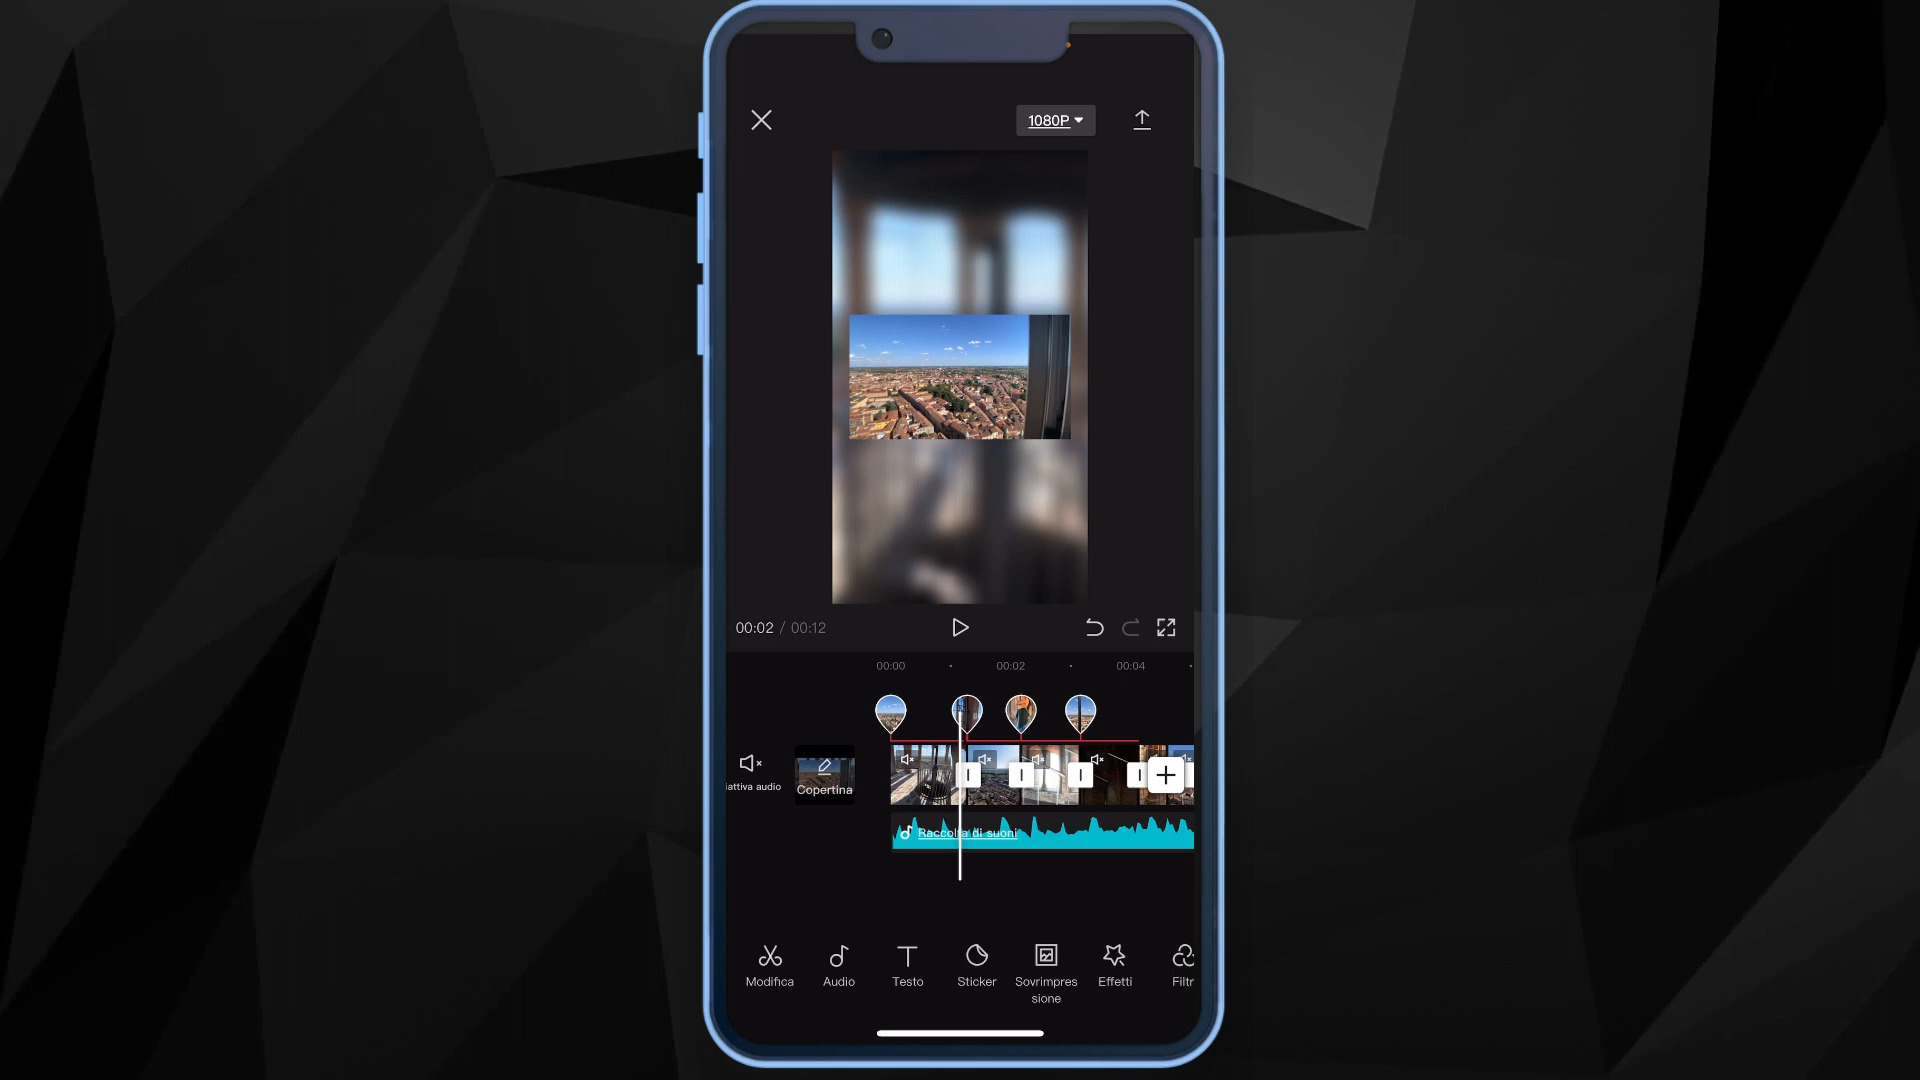 1080P
00:02 / 00:12
00:00
00:02
00:04
iattiva audio
Copertina
Raccolta di suoni
Modifica
Audio
Testo
Sticker
Sovrimpres
sione
Effetti
Filtr